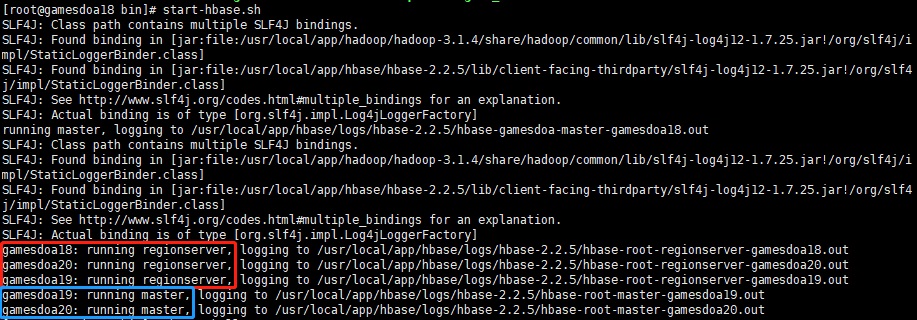 [root@gamesdoa18 bin]# start-hbase.sh
SLF4J: Class path contains multiple SLF4J bindings.
SLF4J: Found binding in [jar:file:/usr/local/app/hadoop/hadoop-3.1.4/share/hadoop/common/lib/slf4j-log4j12-1.7.25.jar!/org/slf4j/i
mpl/StaticLoggerBinder.class]
SLF4J: Found binding in [jar:file:/usr/local/app/hbase/hbase-2.2.5/lib/client-facing-thirdparty/slf4j-log4j12-1.7.25.jar!/org/slf4
j/impl/StaticLoggerBinder.class]
SLF4J: See http://www.slf4j.org/codes.html#multiple_bindings for an explanation.
SLF4J: Actual binding is of type [org.slf4j.impl.Log4jLoggerFactory]
running master, logging to /usr/local/app/hbase/logs/hbase-2.2.5/hbase-gamesdoa-master-gamesdoa18.out
SLF4J: Class path contains multiple SLF4J bindings.
SLF4J: Found binding in [jar:file:/usr/local/app/hadoop/hadoop-3.1.4/share/hadoop/common/lib/slf4j-log4j12-1.7.25.jar!/org/slf4j/i
mpl/StaticLoggerBinder.class]
SLF4J: Found binding in [jar:file:/usr/local/app/hbase/hbase-2.2.5/lib/client-facing-thirdparty/slf4j-log4j12-1.7.25.jar!/org/slf4
j/impl/StaticLoggerBinder.class]
SLF4J: See http://www.slf4j.org/codes.html#multiple_bindings for an explanation.
SLF4J: Actual binding is of type [org.slf4j.impl.Log4jLoggerFactory]
gamesdoa18: running regionserver, logging to /usr/local/app/hbase/logs/hbase-2.2.5/hbase-root-regionserver-gamesdoa18.out
gamesdoa20: running regionserver, logging to /usr/local/app/hbase/logs/hbase-2.2.5/hbase-root-regionserver-gamesdoa20.out
gamesdoa19: running regionserver, logging to /usr/local/app/hbase/logs/hbase-2.2.5/hbase-root-regionserver-gamesdoa19.out
gamesdoa19: running master, logging to /usr/local/app/hbase/logs/hbase-2.2.5/hbase-root-master-gamesdoa19.out
gamesdoa20: running master, logging to /usr/local/app/hbase/logs/hbase-2.2.5/hbase-root-master-gamesdoa20.out